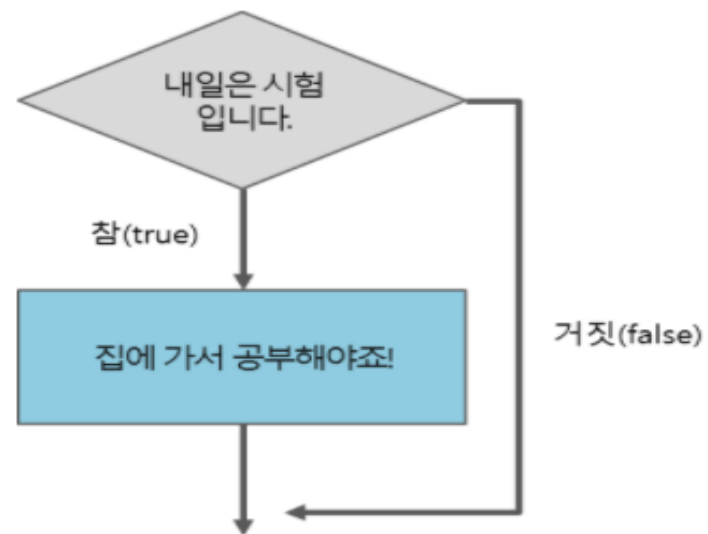 내일은 시험
입니다.
참(true)
거짓(false)
집에 가서 공부해야죠!